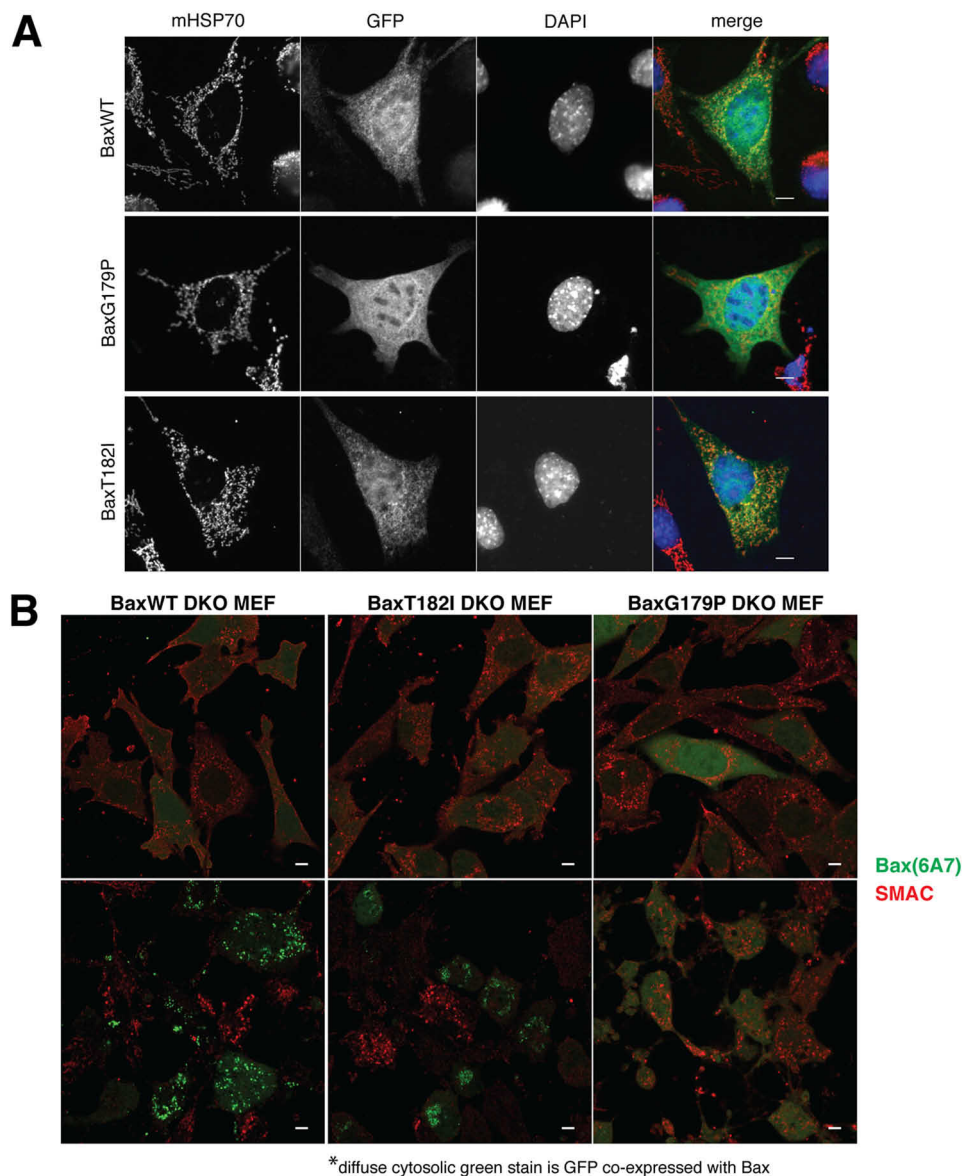 A
mHSP70 GFP DAPI merge
BaxWT
BaxG179P
BaxT182I
B
BaxWT DKO MEF BaxT182I DKO MEF BaxG179P DKO MEF
Bax(6A7)
SMAC
*diffuse cytosolic green stain is GFP co-expressed with Bax